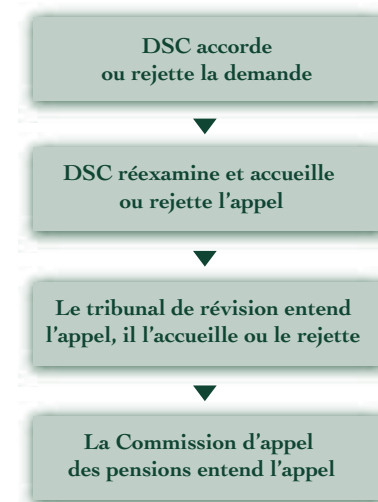 DSC accorde
ou rejette la demande
DSC réexamine et accueille
ou rejette l’appel
Le tribunal de révision entend
l’appel, il l’accueille ou le rejette
La Commission d’appel
des pensions entend l’appel